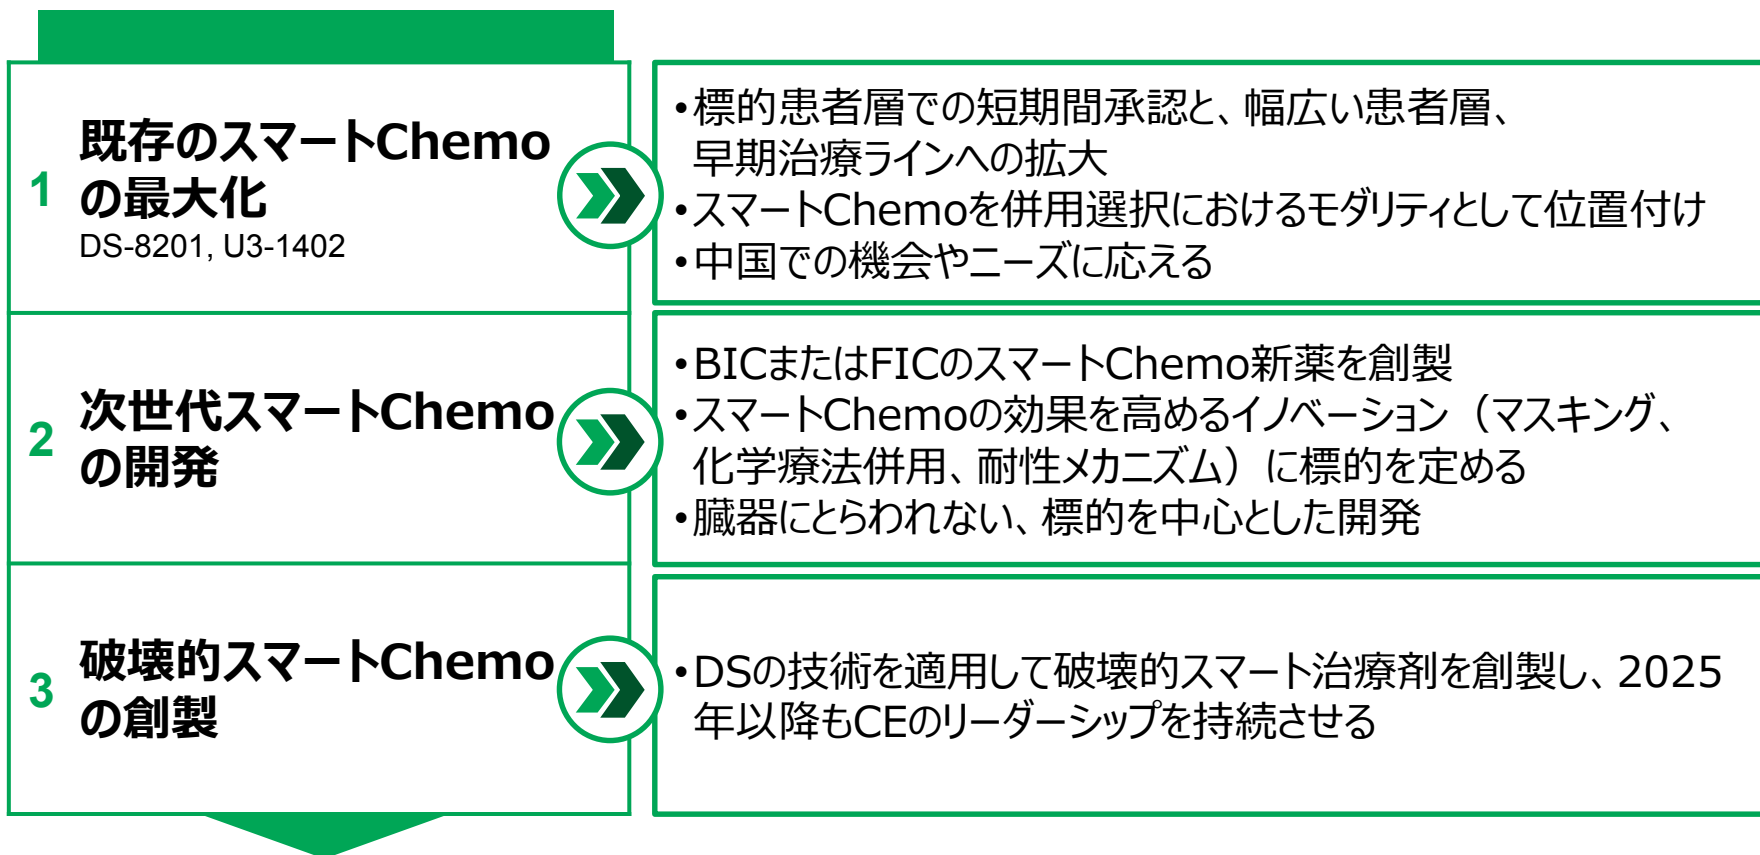 1
既存のスマートChemo
の最大化
DS-8201, U3-1402
•標的患者層での短期間承認と、幅広い患者層、
早期治療ラインへの拡大
•スマートChemoを併用選択におけるモダリティとして位置付け
•中国での機会やニーズに応える
2
次世代スマートChemo
の開発
•BICまたはFICのスマートChemo新薬を創製
•スマートChemoの効果を高めるイノベーション（マスキング、
化学療法併用、耐性メカニズム）に標的を定める
•臓器にとらわれない、標的を中心とした開発
3
破壊的スマートChemo
の創製
•DSの技術を適用して破壊的スマート治療剤を創製し、2025
年以降もCEのリーダーシップを持続させる